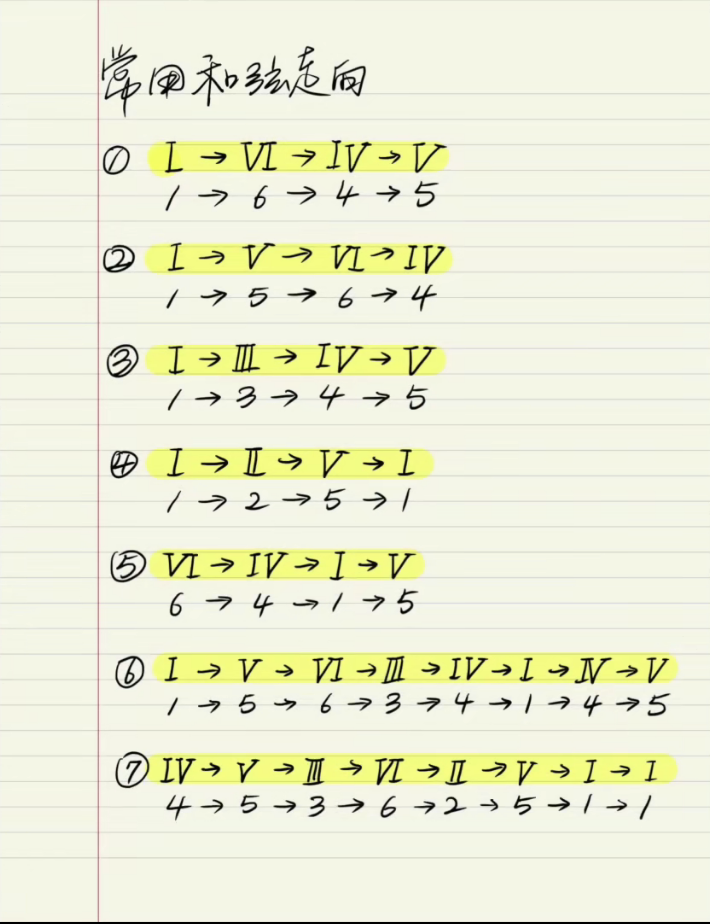 常用和弦走向
① I → VI → IV → V
1 → 6 → 4 → 5
② I → V → VI → IV
1 → 5 → 6 → 4
③ I → III → IV → V
1 → 3 → 4 → 5
④ I → II → V → I
1 → 2 → 5 → 1
⑤ VI → IV → I → V
6 → 4 → 1 → 5
⑥ I → V → VI → III → IV → I → IV → V
1 → 5 → 6 → 3 → 4 → 1 → 4 → 5
⑦ IV → V → III → VI → II → V → I → I
4 → 5 → 3 → 6 → 2 → 5 → 1 → 1